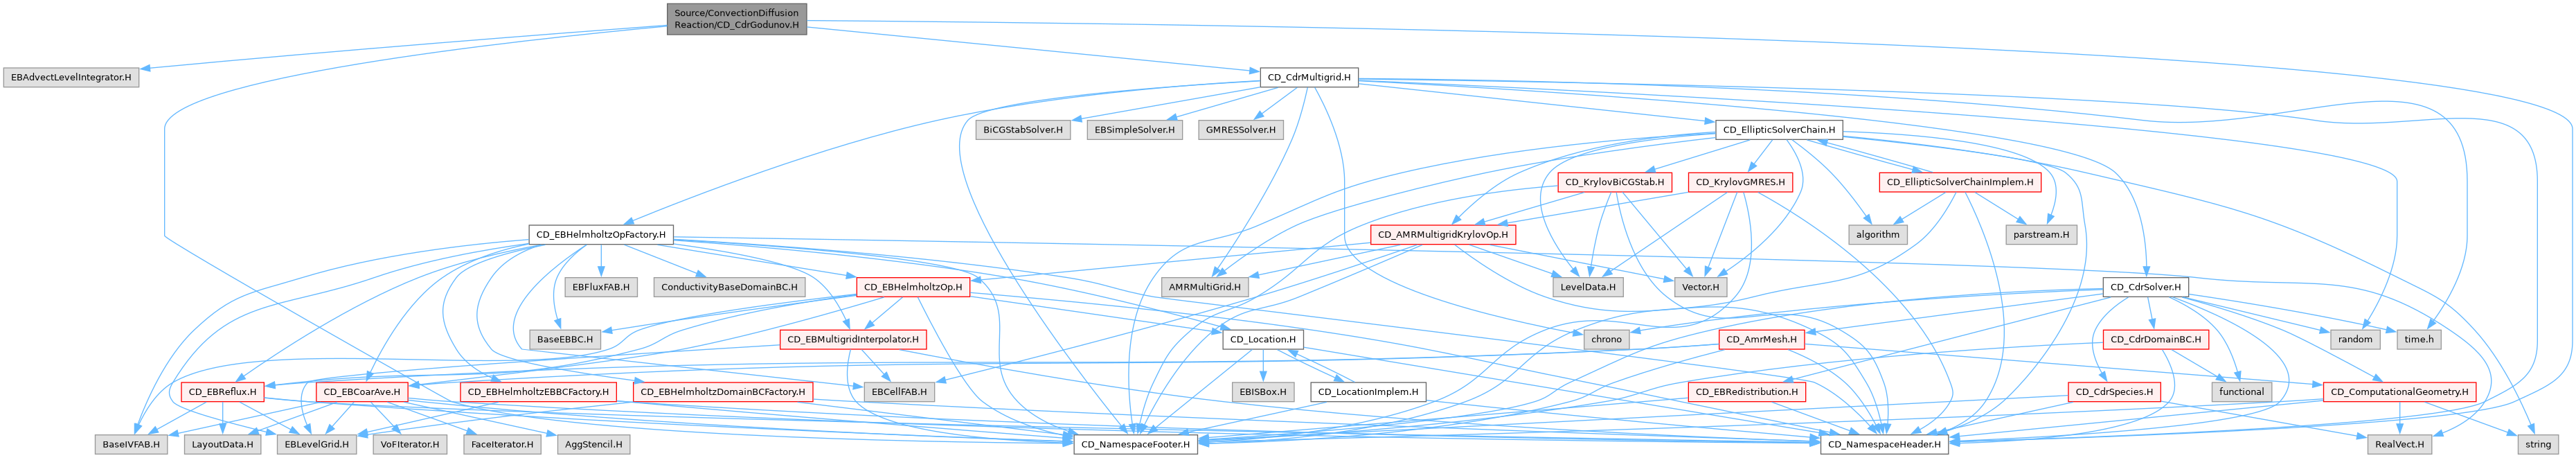 Source/ConvectionDiffusion
Reaction/CD_CdrGodunov.H
EBAdvectLevelIntegrator.H
CD_CdrMultigrid.H
BiCGStabSolver.H
EBSimpleSolver.H
GMRESSolver.H
CD_EllipticSolverChain.H
CD_KrylovBiCGStab.H
CD_KrylovGMRES.H
CD_EllipticSolverChainImplem.H
CD_EBHelmholtzOpFactory.H
CD_AMRMultigridKrylovOp.H
algorithm
parstream.H
EBFluxFAB.H
ConductivityBaseDomainBC.H
CD_EBHelmholtzOp.H
AMRMultiGrid.H
LevelData.H
Vector.H
CD_CdrSolver.H
BaseEBBC.H
CD_EBMultigridInterpolator.H
CD_Location.H
chrono
CD_AmrMesh.H
CD_CdrDomainBC.H
random
time.h
CD_EBReflux.H
CD_EBCoarAve.H
CD_EBHelmholtzEBBCFactory.H
CD_EBHelmholtzDomainBCFactory.H
EBCellFAB.H
EBISBox.H
CD_LocationImplem.H
CD_EBRedistribution.H
CD_CdrSpecies.H
functional
CD_ComputationalGeometry.H
BaseIVFAB.H
LayoutData.H
EBLevelGrid.H
VoFIterator.H
FaceIterator.H
AggStencil.H
CD_NamespaceFooter.H
CD_NamespaceHeader.H
RealVect.H
string